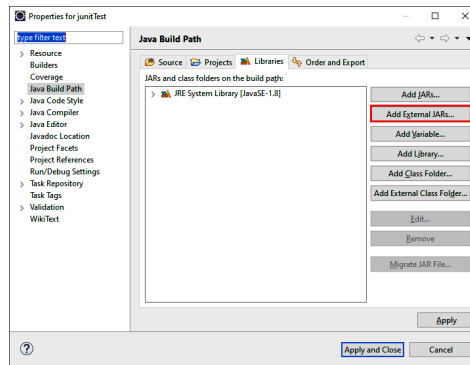 Properties for junitTest
type filter text
Resource
Builders
Coverage
Java Build Path
Java Code Style
Java Compiler
Java Editor
Javadoc Location
Project Facets
Project References
Run/Debug Settings
Task Repository
Task Tags
Validation
WikiText
Java Build Path
Source Projects Libraries Order and Export
JARs and class folders on the build path:
JRE System Library [JavaSE-1.8]
Add JARs...
Add External JARs...
Add Variable...
Add Library...
Add Class Folder...
Add External Class Folder...
Edit...
Remove
Migrate JAR File...
Apply
Apply and Close
Cancel